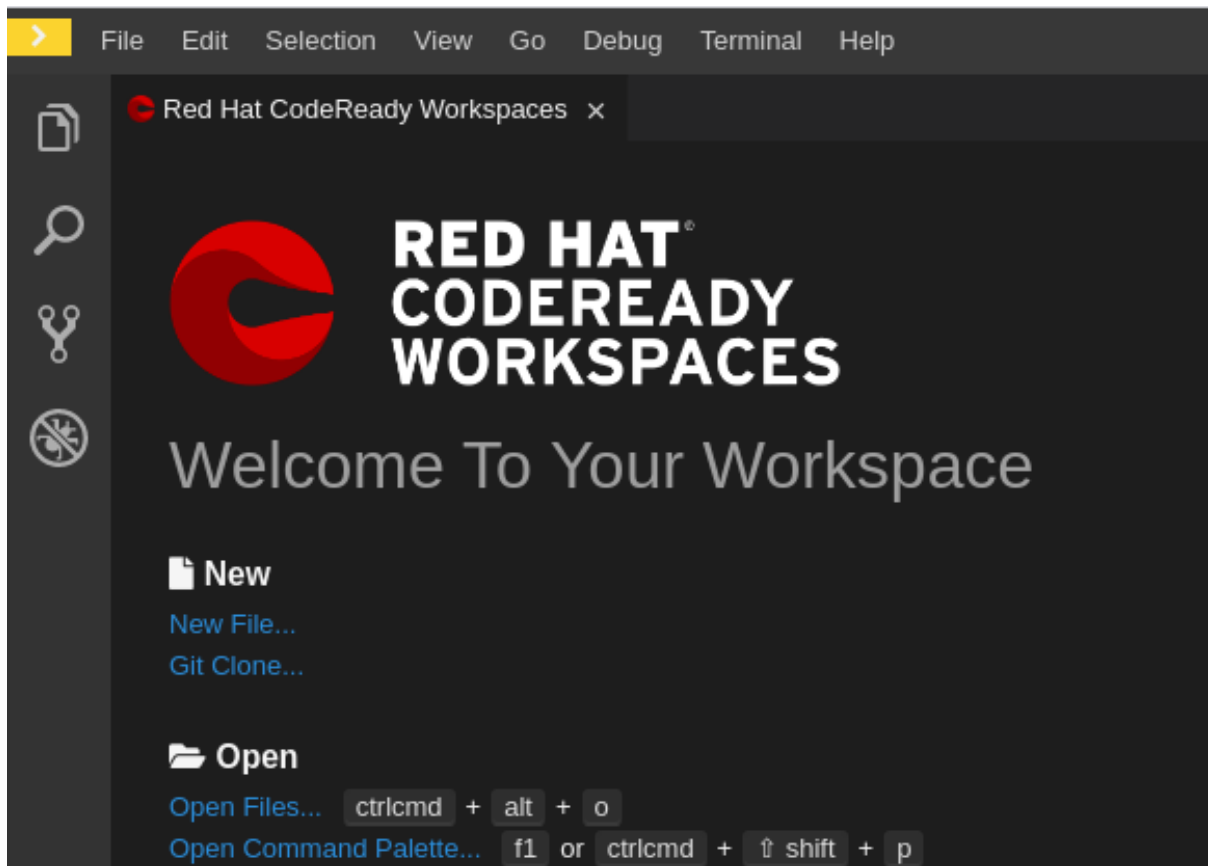 File Edit Selection View Go Debug Terminal Help
Red Hat CodeReady Workspaces ×
RED HAT®
CODEREADY
WORKSPACES
Welcome To Your Workspace
New
New File...
Git Clone...
Open
Open Files... ctrlcmd + alt + o
Open Command Palette... f1 or ctrlcmd + ⇧ shift + p